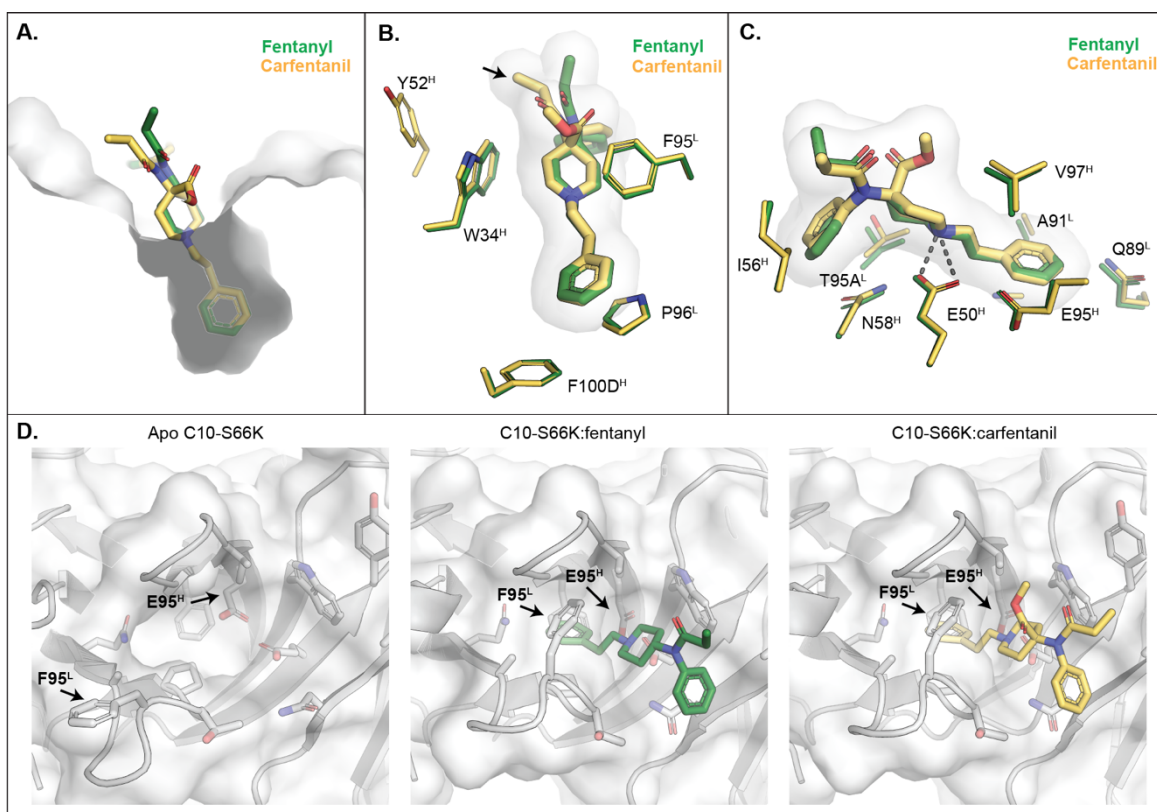 A.
Fentanyl
Carfentanil
B.
Fentanyl
Carfentanil
Y52ᴴ
F95ᴸ
W34ᴴ
P96ᴸ
F100Dᴴ
C.
Fentanyl
Carfentanil
V97ᴴ
A91ᴸ
Q89ᴸ
I56ᴴ
T95Aᴸ
N58ᴴ
E50ᴴ
E95ᴴ
D.
Apo C10-S66K
E95ᴴ
F95ᴸ
C10-S66K:fentanyl
E95ᴴ
F95ᴸ
C10-S66K:carfentanil
E95ᴴ
F95ᴸ